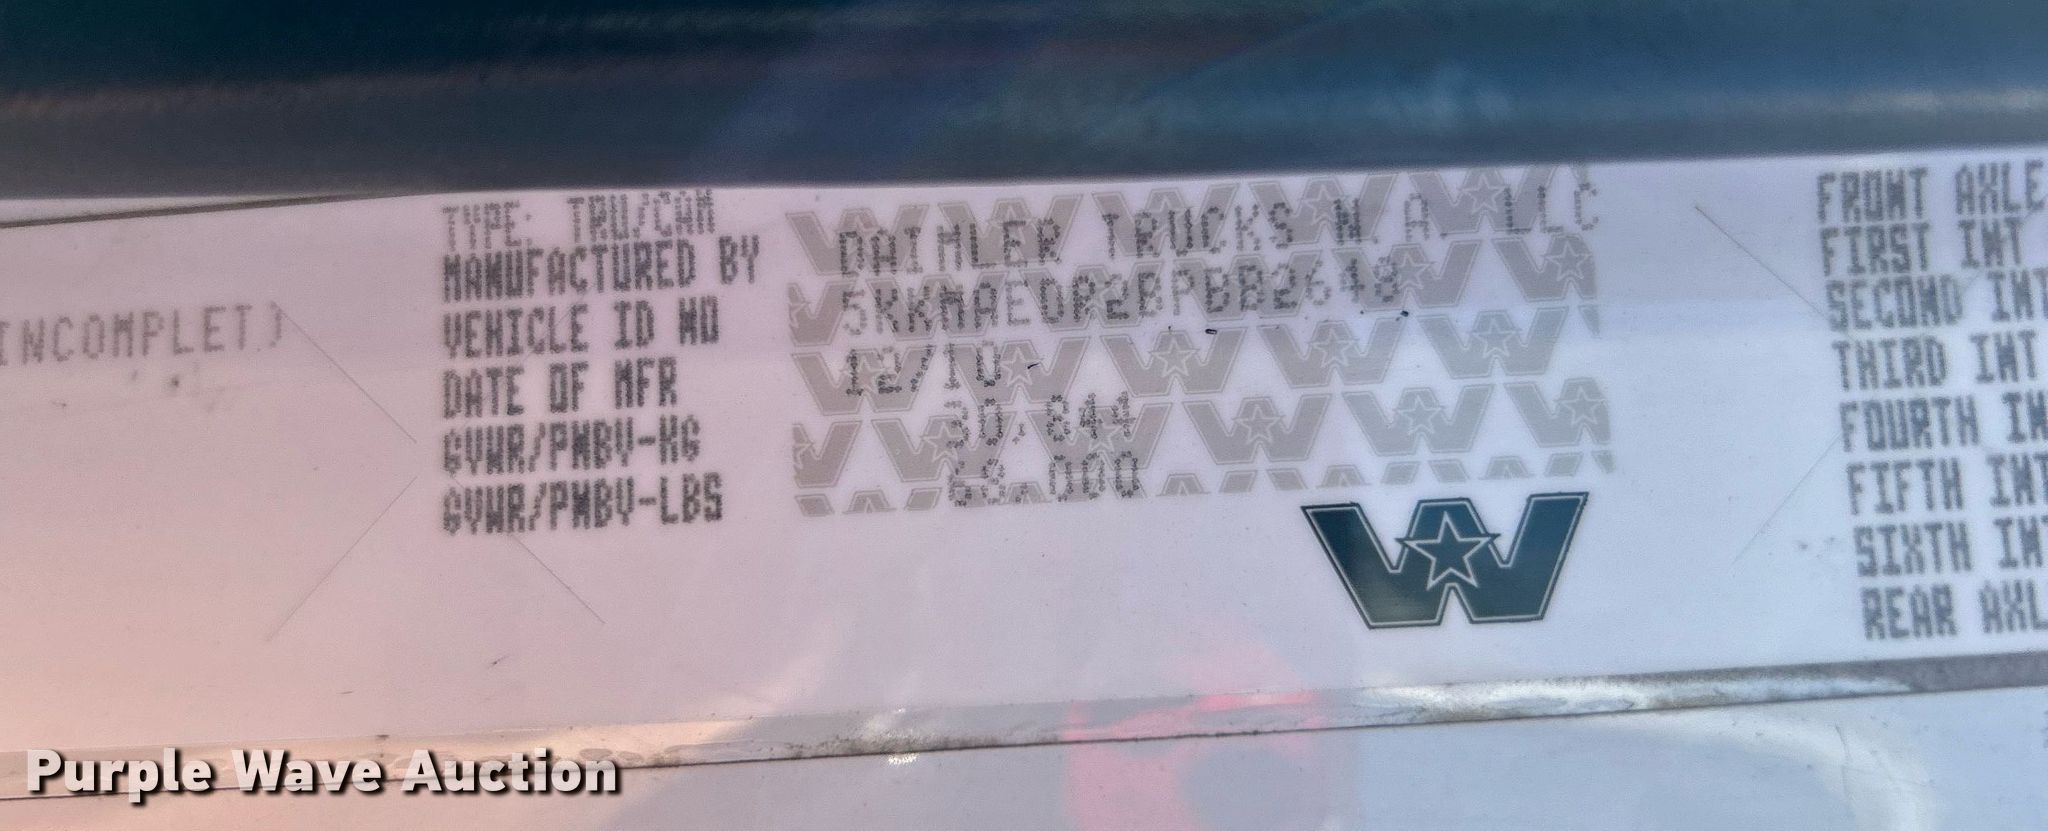 INCOMPLET)
TYPE: TRU/CAM
MANUFACTURED BY DAIMLER TRUCKS N.A. LLC
VEHICLE ID NO 5KKMAEDR2BPBB2648
DATE OF MFR 12/10
GVWR/PNBV-KG 30,844
GVWR/PNBV-LBS 68,000
FRONT AXLE
FIRST INT
SECOND INT
THIRD INT
FOURTH IN
FIFTH INT
SIXTH INT
REAR AXL
Purple Wave Auction